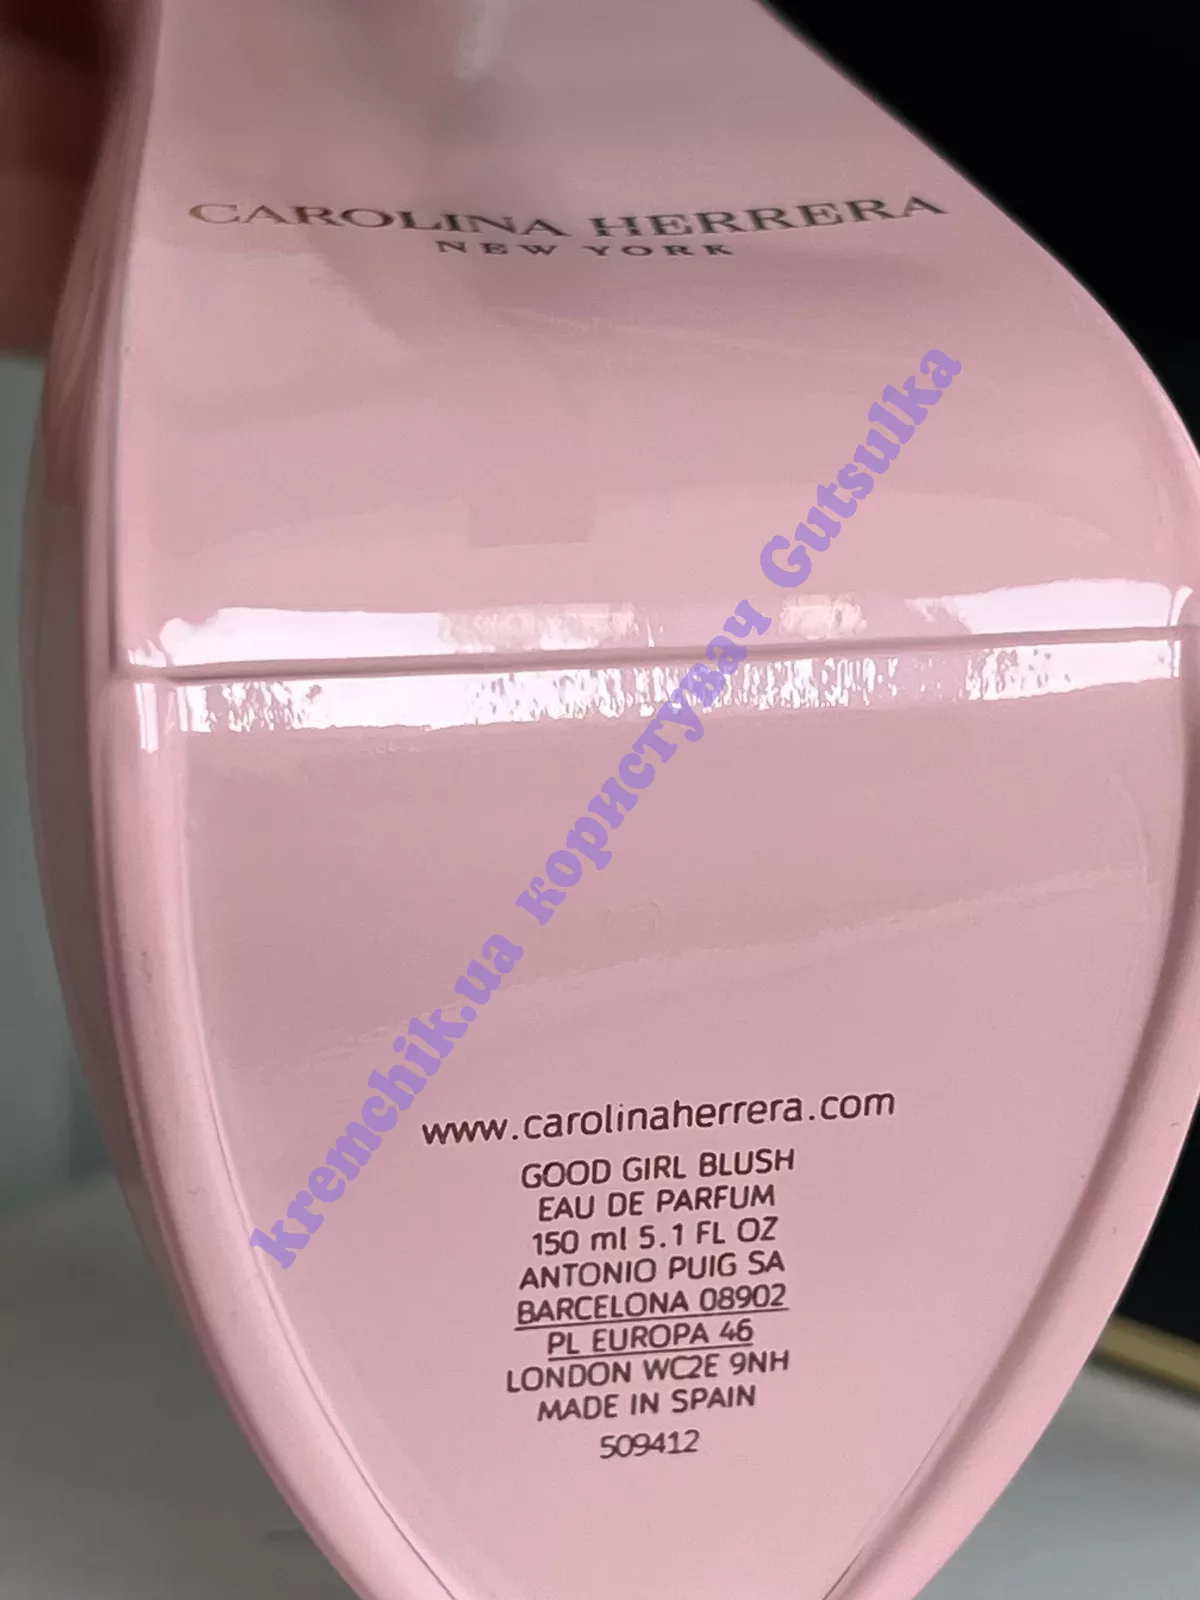 CAROLINA HERRERA
NEW YORK
kremchik.ua користувач Gutsulka
www.carolinaherrera.com
GOOD GIRL BLUSH
EAU DE PARFUM
150 ml 5.1 FL OZ
ANTONIO PUIG SA
BARCELONA 08902
PL EUROPA 46
LONDON WC2E 9NH
MADE IN SPAIN
509412